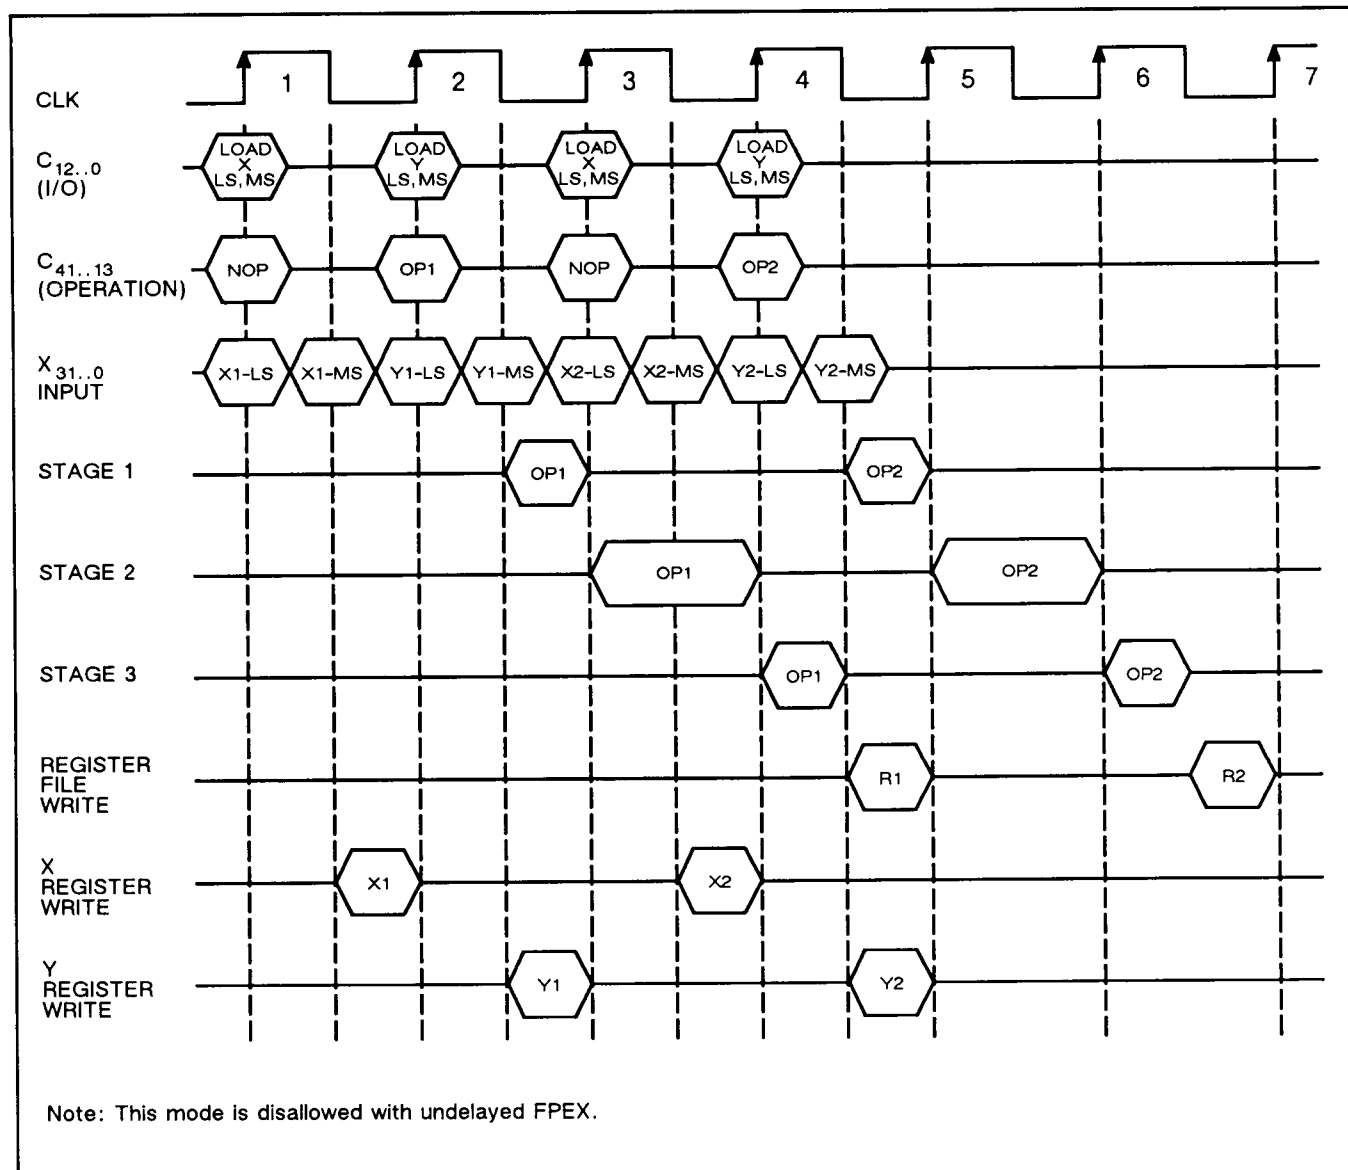 1 2 3 4 5 6 7
CLK
C12..0
(I/O)
LOAD X LS, MS
LOAD Y LS, MS
LOAD X LS, MS
LOAD Y LS, MS
C41..13
(OPERATION)
NOP OP1 NOP OP2
X31..0
INPUT
X1-LS X1-MS Y1-LS Y1-MS X2-LS X2-MS Y2-LS Y2-MS
STAGE 1
OP1 OP2
STAGE 2
OP1 OP2
STAGE 3
OP1 OP2
REGISTER
FILE
WRITE
R1 R2
X
REGISTER
WRITE
X1 X2
Y
REGISTER
WRITE
Y1 Y2
Note: This mode is disallowed with undelayed FPEX.